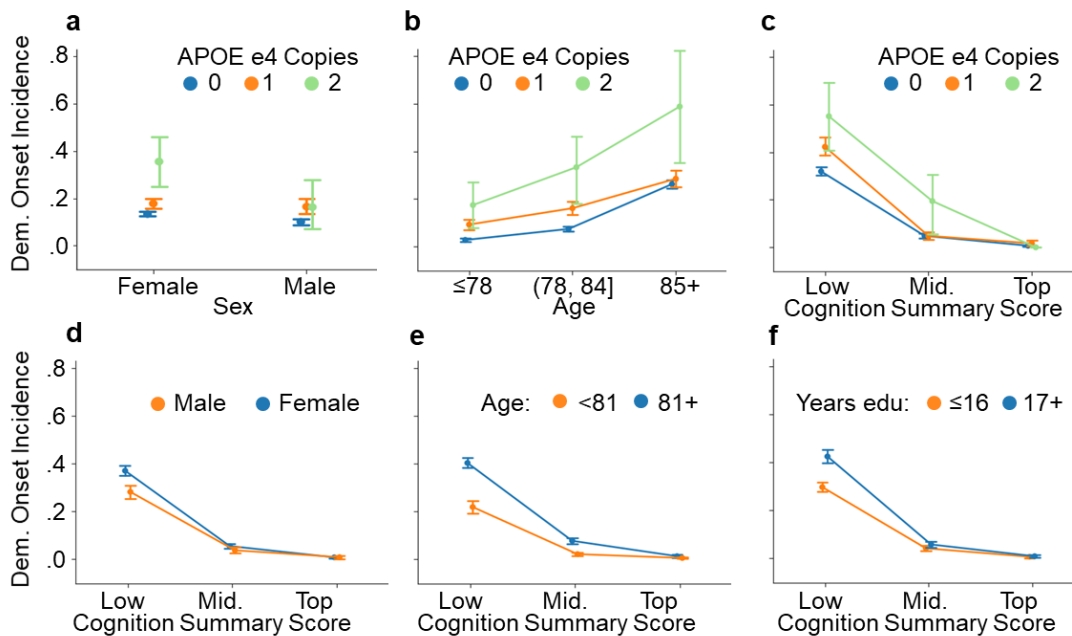 a
b
c
APOE e4 Copies
0 1 2
APOE e4 Copies
0 1 2
APOE e4 Copies
0 1 2
Dem. Onset Incidence
.8
.6
.4
.2
.0
Female Male
Sex
≤78 (78, 84] 85+
Age
Low Mid. Top
Cognition Summary Score
d
e
f
Male Female
Age: <81 81+
Years edu: ≤16 17+
Dem. Onset Incidence
.8
.6
.4
.2
.0
Low Mid. Top
Cognition Summary Score
Low Mid. Top
Cognition Summary Score
Low Mid. Top
Cognition Summary Score